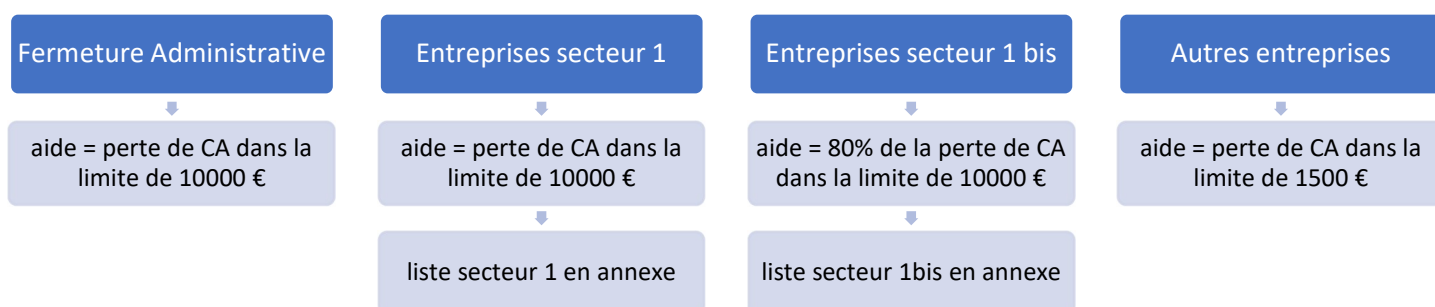 Fermeture Administrative
aide = perte de CA dans la
limite de 10000 €
Entreprises secteur 1
aide = perte de CA dans la
limite de 10000 €
liste secteur 1 en annexe
Entreprises secteur 1 bis
aide = 80% de la perte de CA
dans la limite de 10000 €
liste secteur 1bis en annexe
Autres entreprises
aide = perte de CA dans la
limite de 1500 €